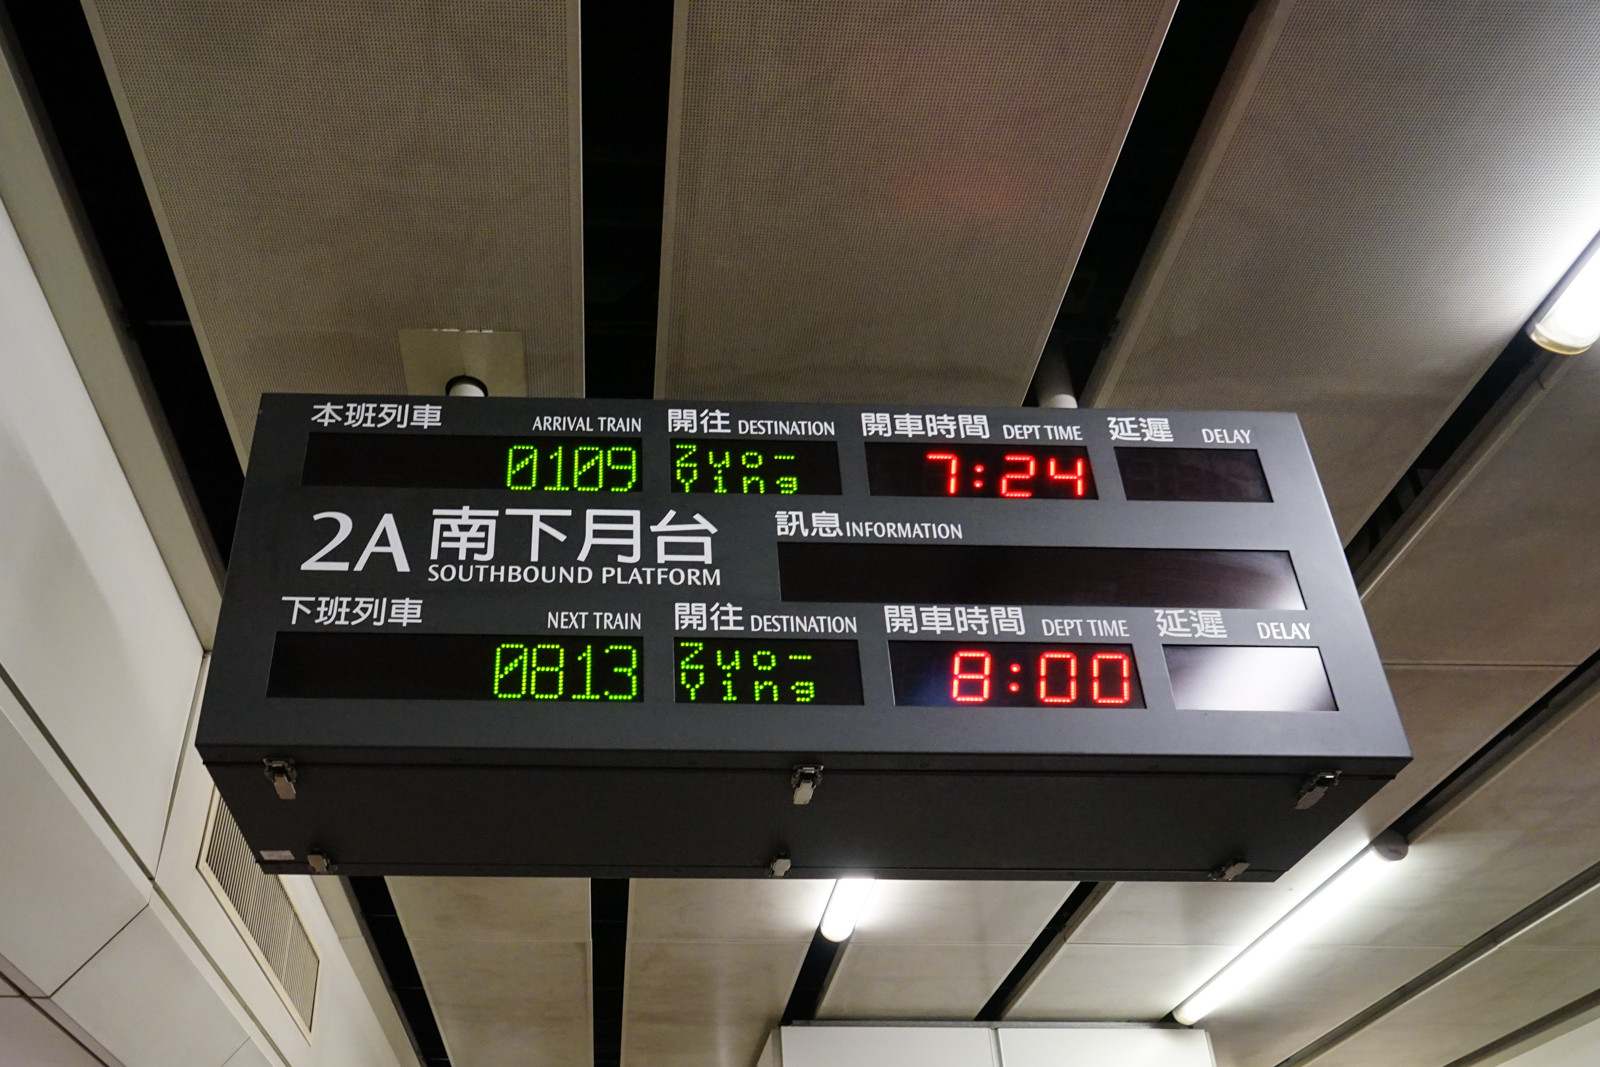 本班列車 ARRIVAL TRAIN 開往 DESTINATION 開車時間 DEPT TIME 延遲 DELAY
0109 Zuo- 7:24
Ying
2A 南下月台 訊息 INFORMATION
SOUTHBOUND PLATFORM
下班列車 NEXT TRAIN 開往 DESTINATION 開車時間 DEPT TIME 延遲 DELAY
0813 Zuo- 8:00
Ying